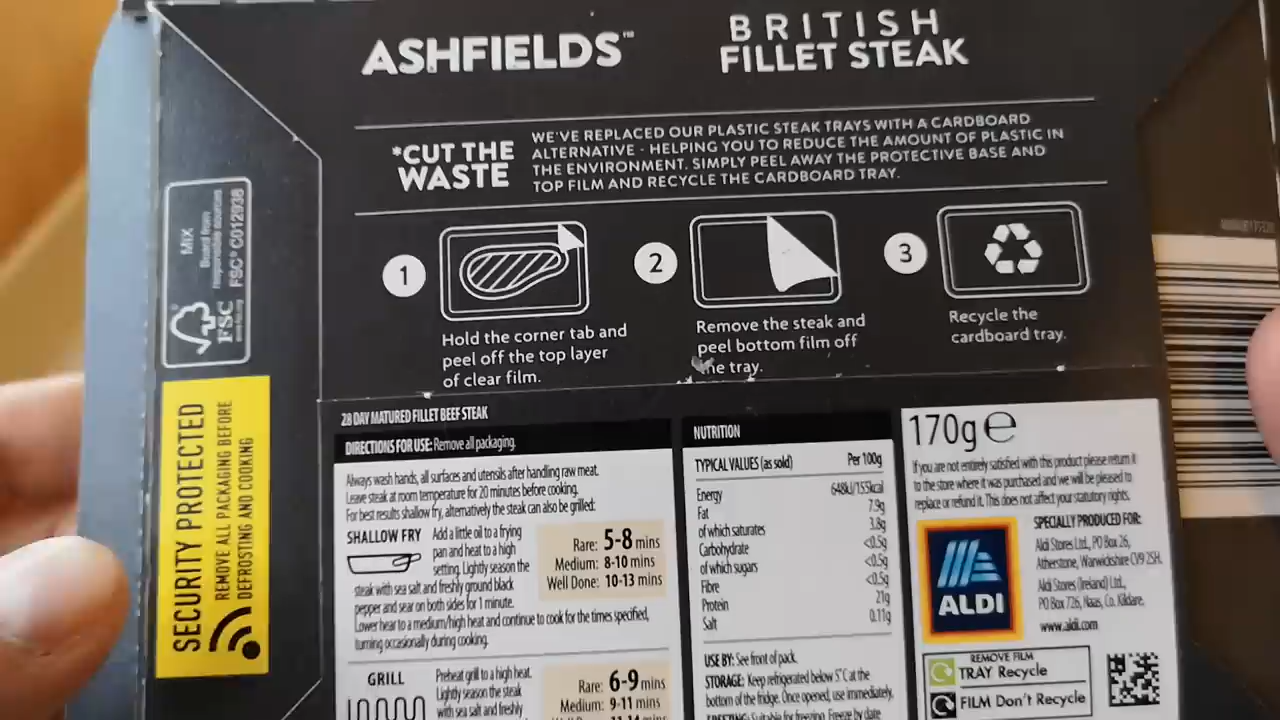 ASHFIELDS™
BRITISH
FILLET STEAK
*CUT THE
WASTE
WE'VE REPLACED OUR PLASTIC STEAK TRAYS WITH A CARDBOARD
ALTERNATIVE - HELPING YOU TO REDUCE THE AMOUNT OF PLASTIC IN
THE ENVIRONMENT. SIMPLY PEEL AWAY THE PROTECTIVE BASE AND
TOP FILM AND RECYCLE THE CARDBOARD TRAY.
1
Hold the corner tab and
peel off the top layer
of clear film.
2
Remove the steak and
peel bottom film off
the tray.
3
Recycle the
cardboard tray.
FSC
MIX
Board from
responsible sources
FSC® C012938
SECURITY PROTECTED
REMOVE ALL PACKAGING BEFORE
DEFROSTING AND COOKING
28 DAY MATURED FILLET BEEF STEAK
DIRECTIONS FOR USE: Remove all packaging.
Always wash hands, all surfaces and utensils after handling raw meat.
Leave steak at room temperature for 20 minutes before cooking.
For best results shallow fry, alternatively the steak can also be grilled:
SHALLOW FRY
Add a little oil to a frying
pan and heat to a high
setting. Lightly season the
steak with sea salt and freshly ground black
pepper and sear on both sides for 1 minute.
Lower hear to a medium/high heat and continue to cook for the times specified,
turning occasionally during cooking.
Rare: 5-8 mins
Medium: 8-10 mins
Well Done: 10-13 mins
GRILL
Preheat grill to a high heat.
Lightly season the steak
with sea salt and freshly
Rare: 6-9 mins
Medium: 9-11 mins
NUTRITION
TYPICAL VALUES (as sold) Per 100g
Energy 648kJ/155kcal
Fat 7.9g
of which saturates 3.8g
Carbohydrate <0.5g
of which sugars <0.5g
Fibre <0.5g
Protein 21g
Salt 0.11g
USE BY: See front of pack.
STORAGE: Keep refrigerated below 5°C at the
bottom of the fridge. Once opened, use immediately.
FREEZING: Suitable for freezing. Freeze by date
170g e
If you are not entirely satisfied with this product please return it
to the store where it was purchased and we will be pleased to
replace or refund it. This does not affect your statutory rights.
ALDI
SPECIALLY PRODUCED FOR:
Aldi Stores Ltd., PO Box 26,
Atherstone, Warwickshire CV9 2SH.
Aldi Stores (Ireland) Ltd.,
PO Box 726, Naas, Co. Kildare.
www.aldi.com
REMOVE FILM
TRAY Recycle
FILM Don't Recycle